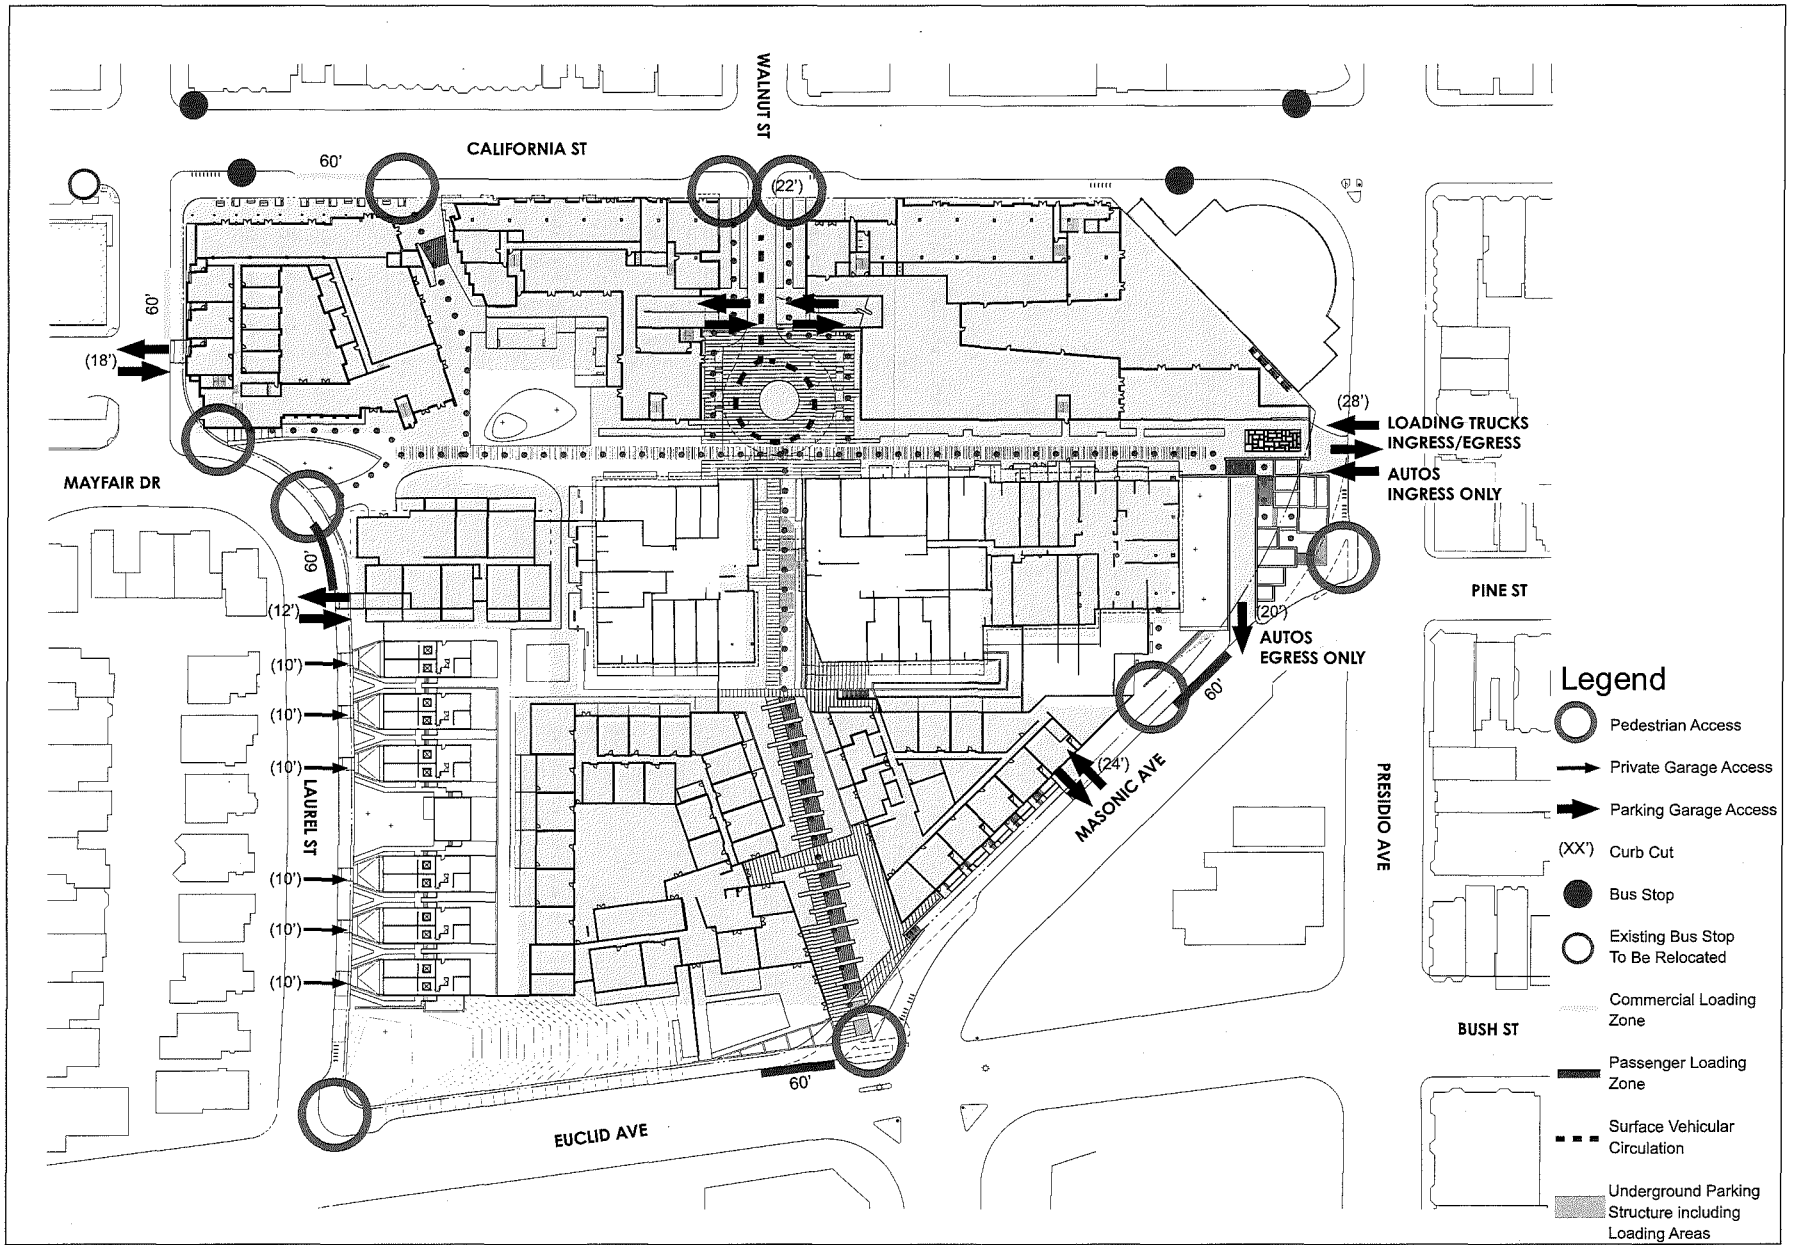 WALNUT ST
CALIFORNIA ST
60'
(22')
60'
(18')
(28')
LOADING TRUCKS
INGRESS/EGRESS
AUTOS
INGRESS ONLY
MAYFAIR DR
60'
(12')
PINE ST
(20')
AUTOS
EGRESS ONLY
60'
(10')
(10')
(10')
(24')
MASONIC AVE
LAUREL ST
PRESIDIO AVE
(10')
(10')
(10')
BUSH ST
60'
EUCLID AVE
Legend
Pedestrian Access
Private Garage Access
Parking Garage Access
(XX')
Curb Cut
Bus Stop
Existing Bus Stop
To Be Relocated
Commercial Loading
Zone
Passenger Loading
Zone
Surface Vehicular
Circulation
Underground Parking
Structure including
Loading Areas